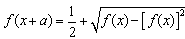 f(x+a) = 1/2 + √(f(x) − [f(x)]²)